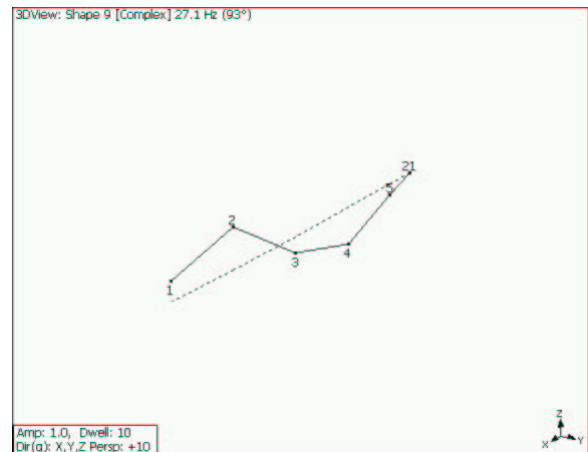 3DView: Shape 9 [Complex] 27.1 Hz (93°)
21
5
2
4
3
1
Z
X
Y
Amp: 1.0, Dwell: 10
Dir(g): X,Y,Z Persp: +10